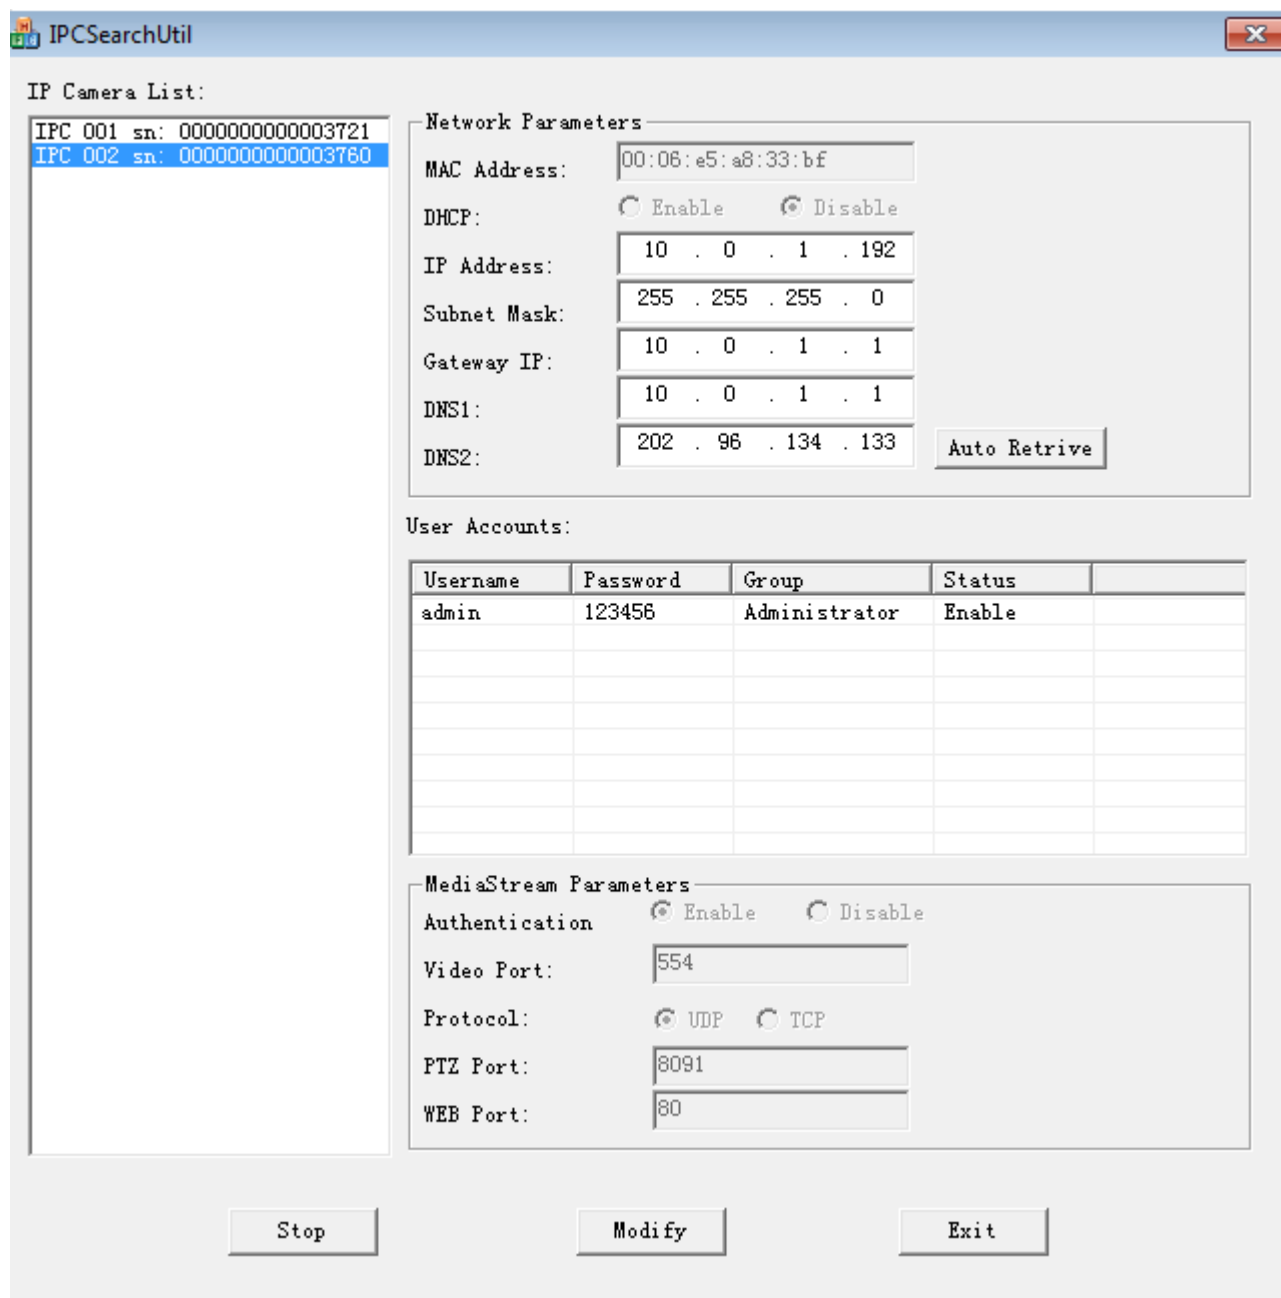 IPCSearchUtil
IP Camera List:
IPC 001 sn: 0000000000003721
IPC 002 sn: 0000000000003760
Network Parameters
MAC Address: 00:06:e5:a8:33:bf
DHCP: Enable Disable
IP Address: 10 . 0 . 1 . 192
Subnet Mask: 255 . 255 . 255 . 0
Gateway IP: 10 . 0 . 1 . 1
DNS1: 10 . 0 . 1 . 1
DNS2: 202 . 96 . 134 . 133 Auto Retrive
User Accounts:
Username Password Group Status
admin 123456 Administrator Enable
MediaStream Parameters
Authentication Enable Disable
Video Port: 554
Protocol: UDP TCP
PTZ Port: 8091
WEB Port: 80
Stop Modify Exit